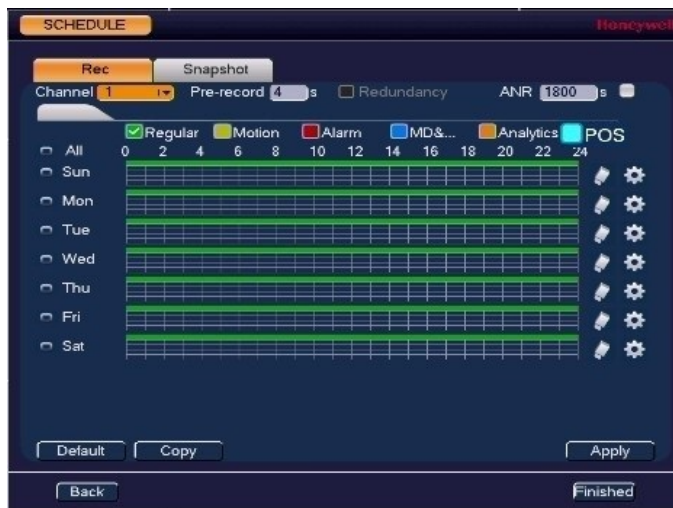 SCHEDULE Honeywell
Rec Snapshot
Channel 1 Pre-record 4 s Redundancy ANR 1800 s
Regular Motion Alarm MD&... Analytics POS
All 0 2 4 6 8 10 12 14 16 18 20 22 24
Sun
Mon
Tue
Wed
Thu
Fri
Sat
Default Copy Apply
Back Finished